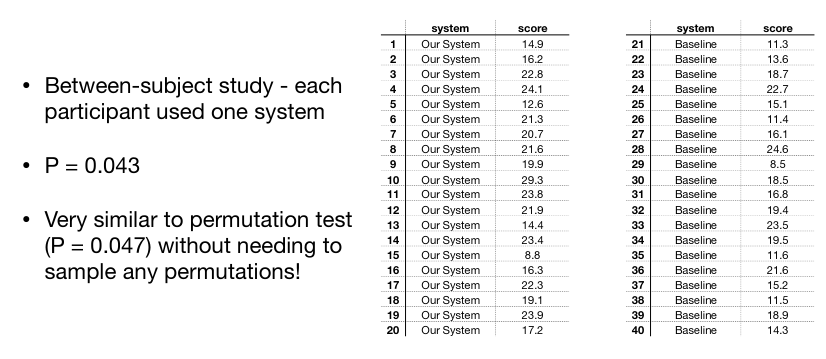 • Between-subject study - each
participant used one system
• P = 0.043
• Very similar to permutation test
(P = 0.047) without needing to
sample any permutations!
system score
1 Our System 14.9
2 Our System 16.2
3 Our System 22.8
4 Our System 24.1
5 Our System 12.6
6 Our System 21.3
7 Our System 20.7
8 Our System 21.6
9 Our System 19.9
10 Our System 29.3
11 Our System 23.8
12 Our System 21.9
13 Our System 14.4
14 Our System 23.4
15 Our System 8.8
16 Our System 16.3
17 Our System 22.3
18 Our System 19.1
19 Our System 23.9
20 Our System 17.2
system score
21 Baseline 11.3
22 Baseline 13.6
23 Baseline 18.7
24 Baseline 22.7
25 Baseline 15.1
26 Baseline 11.4
27 Baseline 16.1
28 Baseline 24.6
29 Baseline 8.5
30 Baseline 18.5
31 Baseline 16.8
32 Baseline 19.4
33 Baseline 23.5
34 Baseline 19.5
35 Baseline 11.6
36 Baseline 21.6
37 Baseline 15.2
38 Baseline 11.5
39 Baseline 18.9
40 Baseline 14.3